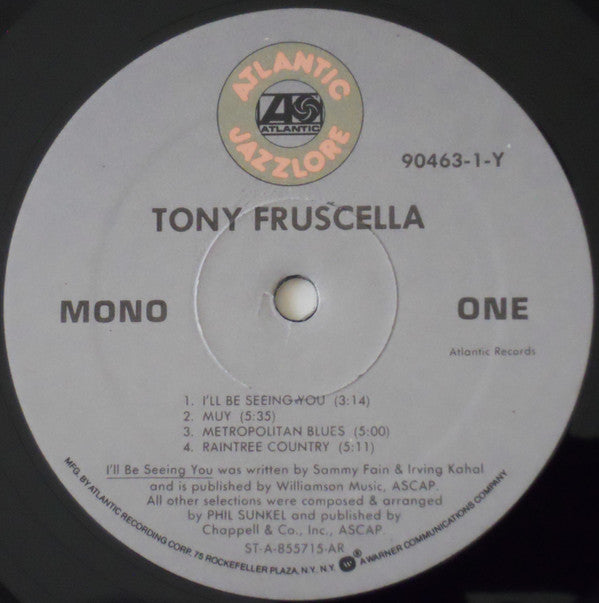 ATLANTIC
ATLANTIC
JAZZLORE
90463-1-Y
TONY FRUSCELLA
MONO
ONE
Atlantic Records
1. I'LL BE SEEING YOU (3:14)
2. MUY (5:35)
3. METROPOLITAN BLUES (5:00)
4. RAINTREE COUNTRY (5:11)
I'll Be Seeing You was written by Sammy Fain & Irving Kahal
and is published by Williamson Music, ASCAP.
All other selections were composed & arranged
by PHIL SUNKEL and published by
Chappell & Co., Inc., ASCAP.
ST-A-855715-AR
MFG. BY ATLANTIC RECORDING CORP. 75 ROCKEFELLER PLAZA, N.Y. N.Y. ® A WARNER COMMUNICATIONS COMPANY